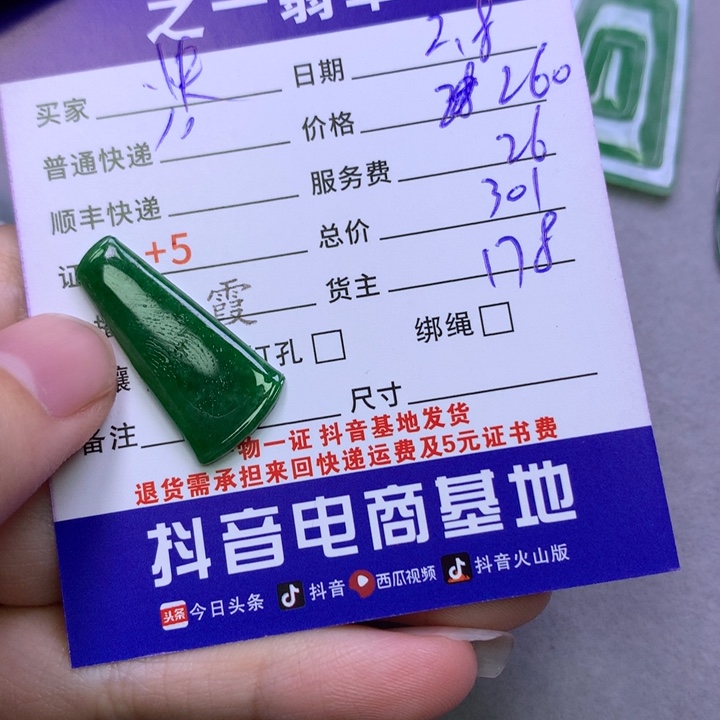 买家 日期 2.8
普通快递 价格 260
顺丰快递 服务费 26
证 +5 总价 301
霞 货主 178
孔 绑绳
尺寸
备注
物一证 抖音基地发货
退货需承担来回快递运费及5元证书费
抖音电商基地
头条 今日头条 抖音 西瓜视频 抖音火山版